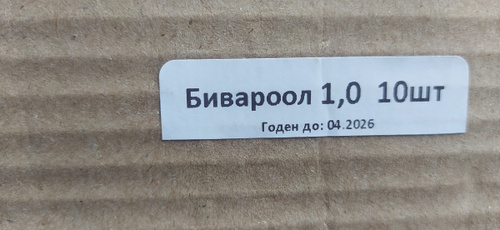 Бивароол 1,0 10шт
Годен до: 04.2026